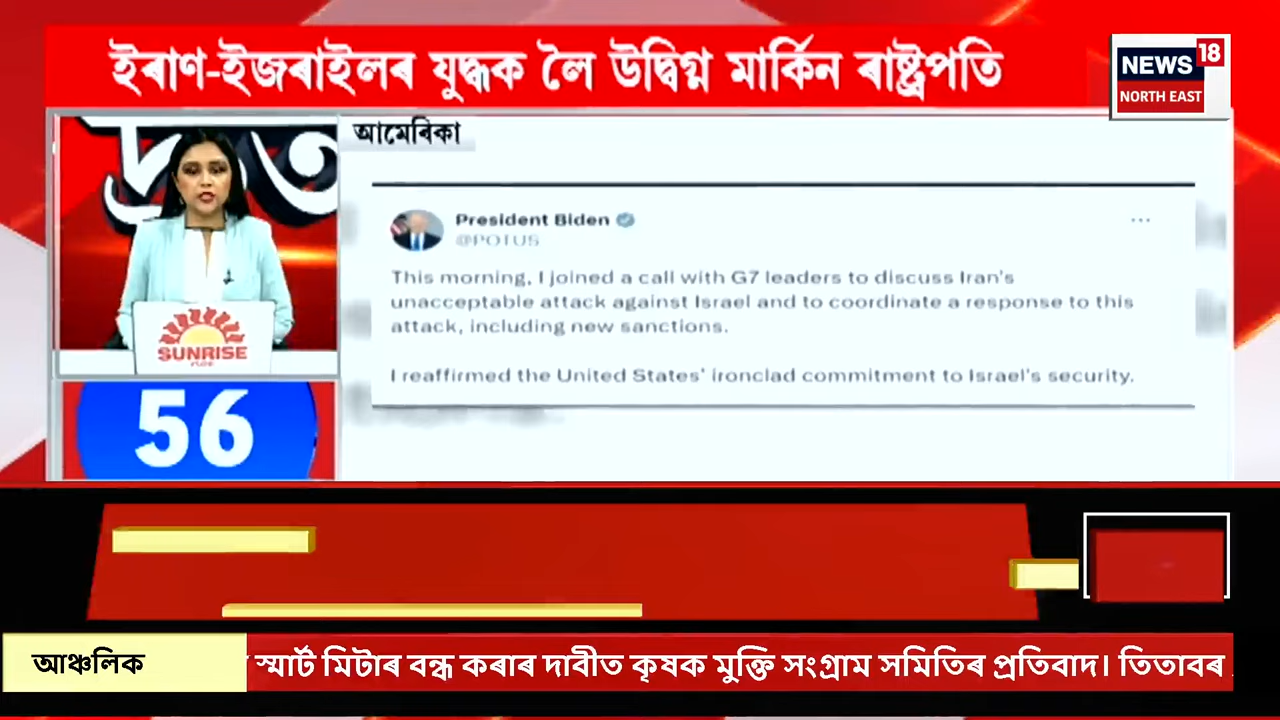 ইৰাণ-ইজৰাইলৰ যুদ্ধক লৈ উদ্বিগ্ন মাৰ্কিন ৰাষ্ট্ৰপতি
NEWS 18
NORTH EAST
আমেৰিকা
President Biden
@POTUS
This morning, I joined a call with G7 leaders to discuss Iran's
unacceptable attack against Israel and to coordinate a response to this
attack, including new sanctions.
I reaffirmed the United States' ironclad commitment to Israel's security.
SUNRISE
56
আঞ্চলিক
স্মাৰ্ট মিটাৰ বন্ধ কৰাৰ দাবীত কৃষক মুক্তি সংগ্ৰাম সমিতিৰ প্ৰতিবাদ। তিতাবৰ